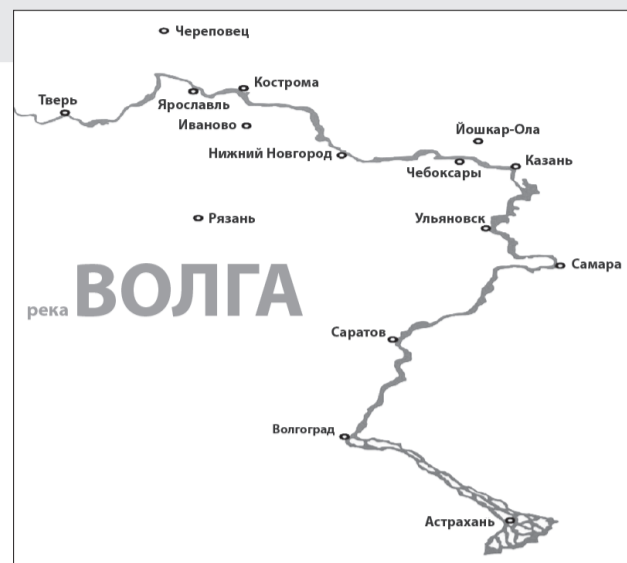 Череповец
Кострома
Тверь
Ярославль
Иваново
Йошкар-Ола
Нижний Новгород
Чебоксары
Казань
Рязань
Ульяновск
Самара
река ВОЛГА
Саратов
Волгоград
Астрахань